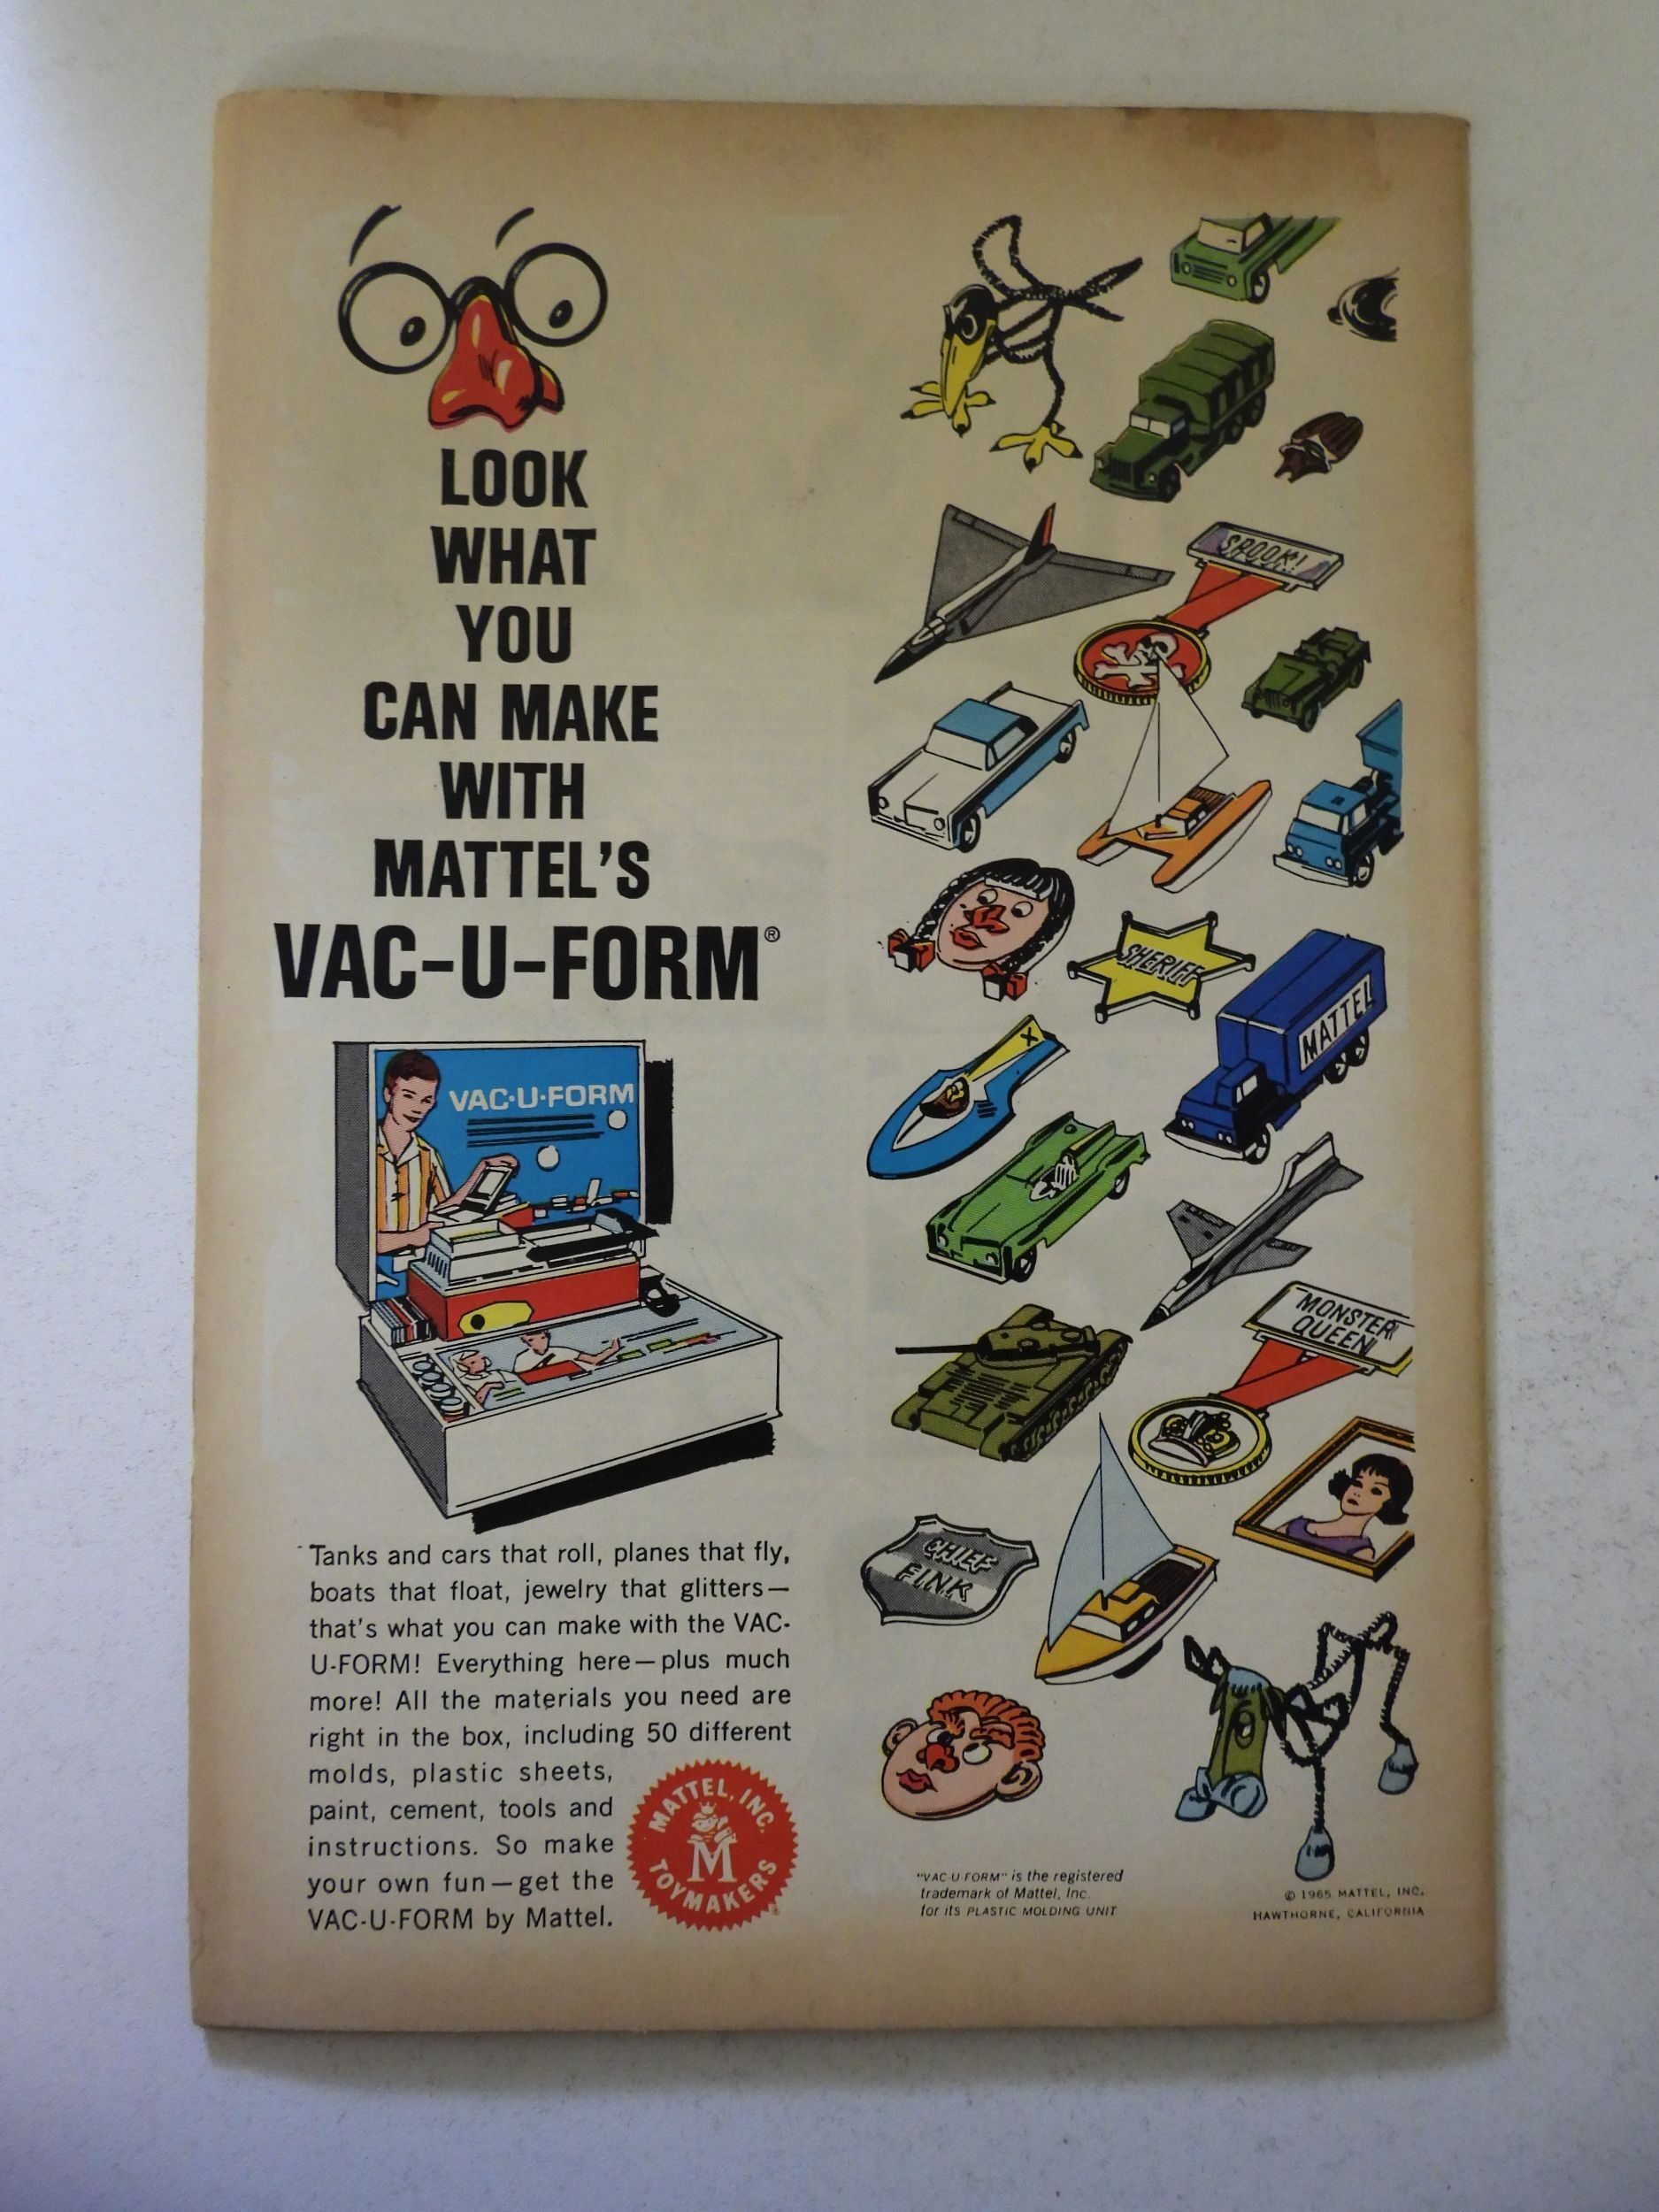 LOOK
WHAT
YOU
CAN MAKE
WITH
MATTEL'S
VAC-U-FORM®
VAC·U·FORM
Tanks and cars that roll, planes that fly,
boats that float, jewelry that glitters—
that's what you can make with the VAC-
U-FORM! Everything here—plus much
more! All the materials you need are
right in the box, including 50 different
molds, plastic sheets,
paint, cement, tools and
instructions. So make
your own fun—get the
VAC-U-FORM by Mattel.
MATTEL, INC.
M
TOYMAKERS
SPOOK!
SHERIFF
MATTEL
X
MONSTER
QUEEN
CHIEF
FINK
"VAC-U-FORM" is the registered
trademark of Mattel, Inc.
for its PLASTIC MOLDING UNIT
© 1965 MATTEL, INC.
HAWTHORNE, CALIFORNIA